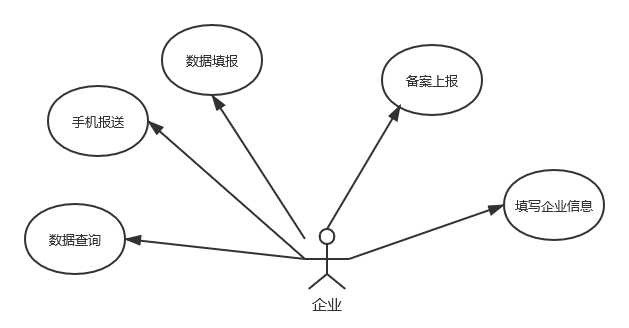 数据填报
备案上报
手机报送
填写企业信息
数据查询
企业